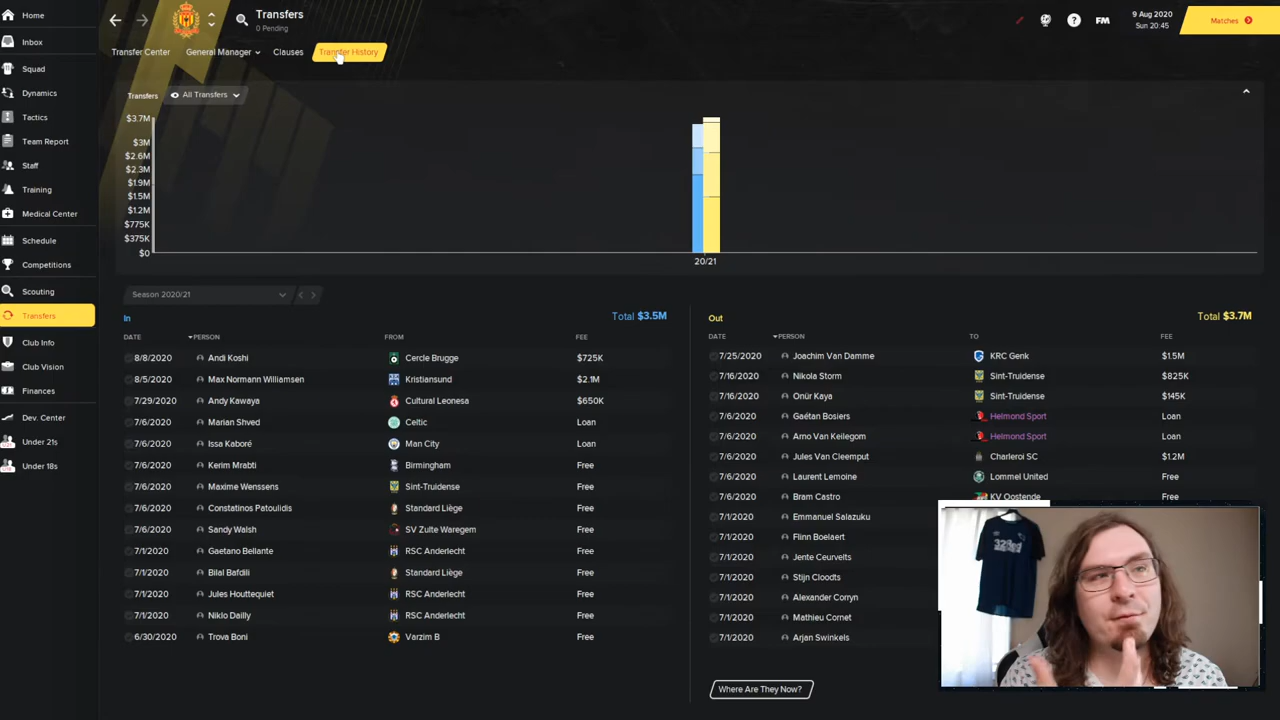 Home
Transfers
0 Pending
FM
9 Aug 2020
Sun 20:45
Matches
Inbox
Transfer Center
General Manager
Clauses
Transfer History
Squad
Dynamics
Tactics
Team Report
Staff
Training
Medical Center
Schedule
Competitions
Scouting
Transfers
Club Info
Club Vision
Finances
Dev. Center
Under 21s
Under 18s
Transfers
All Transfers
$3.7M
$3M
$2.6M
$2.3M
$1.9M
$1.5M
$1.2M
$775K
$375K
$0
20/21
Season 2020/21
In
Total $3.5M
DATE PERSON FROM FEE
8/8/2020 Andi Koshi Cercle Brugge $725K
8/5/2020 Max Normann Williamsen Kristiansund $2.1M
7/29/2020 Andy Kawaya Cultural Leonesa $650K
7/6/2020 Marian Shved Celtic Loan
7/6/2020 Issa Kaboré Man City Loan
7/6/2020 Kerim Mrabti Birmingham Free
7/6/2020 Maxime Wenssens Sint-Truidense Free
7/6/2020 Constatinos Patoulidis Standard Liège Free
7/6/2020 Sandy Walsh SV Zulte Waregem Free
7/1/2020 Gaetano Bellante RSC Anderlecht Free
7/1/2020 Bilal Bafdili Standard Liège Free
7/1/2020 Jules Houttequiet RSC Anderlecht Free
7/1/2020 Niklo Dailly RSC Anderlecht Free
6/30/2020 Trova Boni Varzim B Free
Out
Total $3.7M
DATE PERSON TO FEE
7/25/2020 Joachim Van Damme KRC Genk $1.5M
7/16/2020 Nikola Storm Sint-Truidense $825K
7/16/2020 Onür Kaya Sint-Truidense $145K
7/6/2020 Gaétan Bosiers Helmond Sport Loan
7/6/2020 Arno Van Keilegom Helmond Sport Loan
7/6/2020 Jules Van Cleemput Charleroi SC $1.2M
7/6/2020 Laurent Lemoine Lommel United Free
7/6/2020 Bram Castro KV Oostende Free
7/1/2020 Emmanuel Salazuku
7/1/2020 Flinn Boelaert
7/1/2020 Jente Ceurvelts
7/1/2020 Stijn Cloodts
7/1/2020 Alexander Corryn
7/1/2020 Mathieu Cornet
7/1/2020 Arjan Swinkels
Where Are They Now?